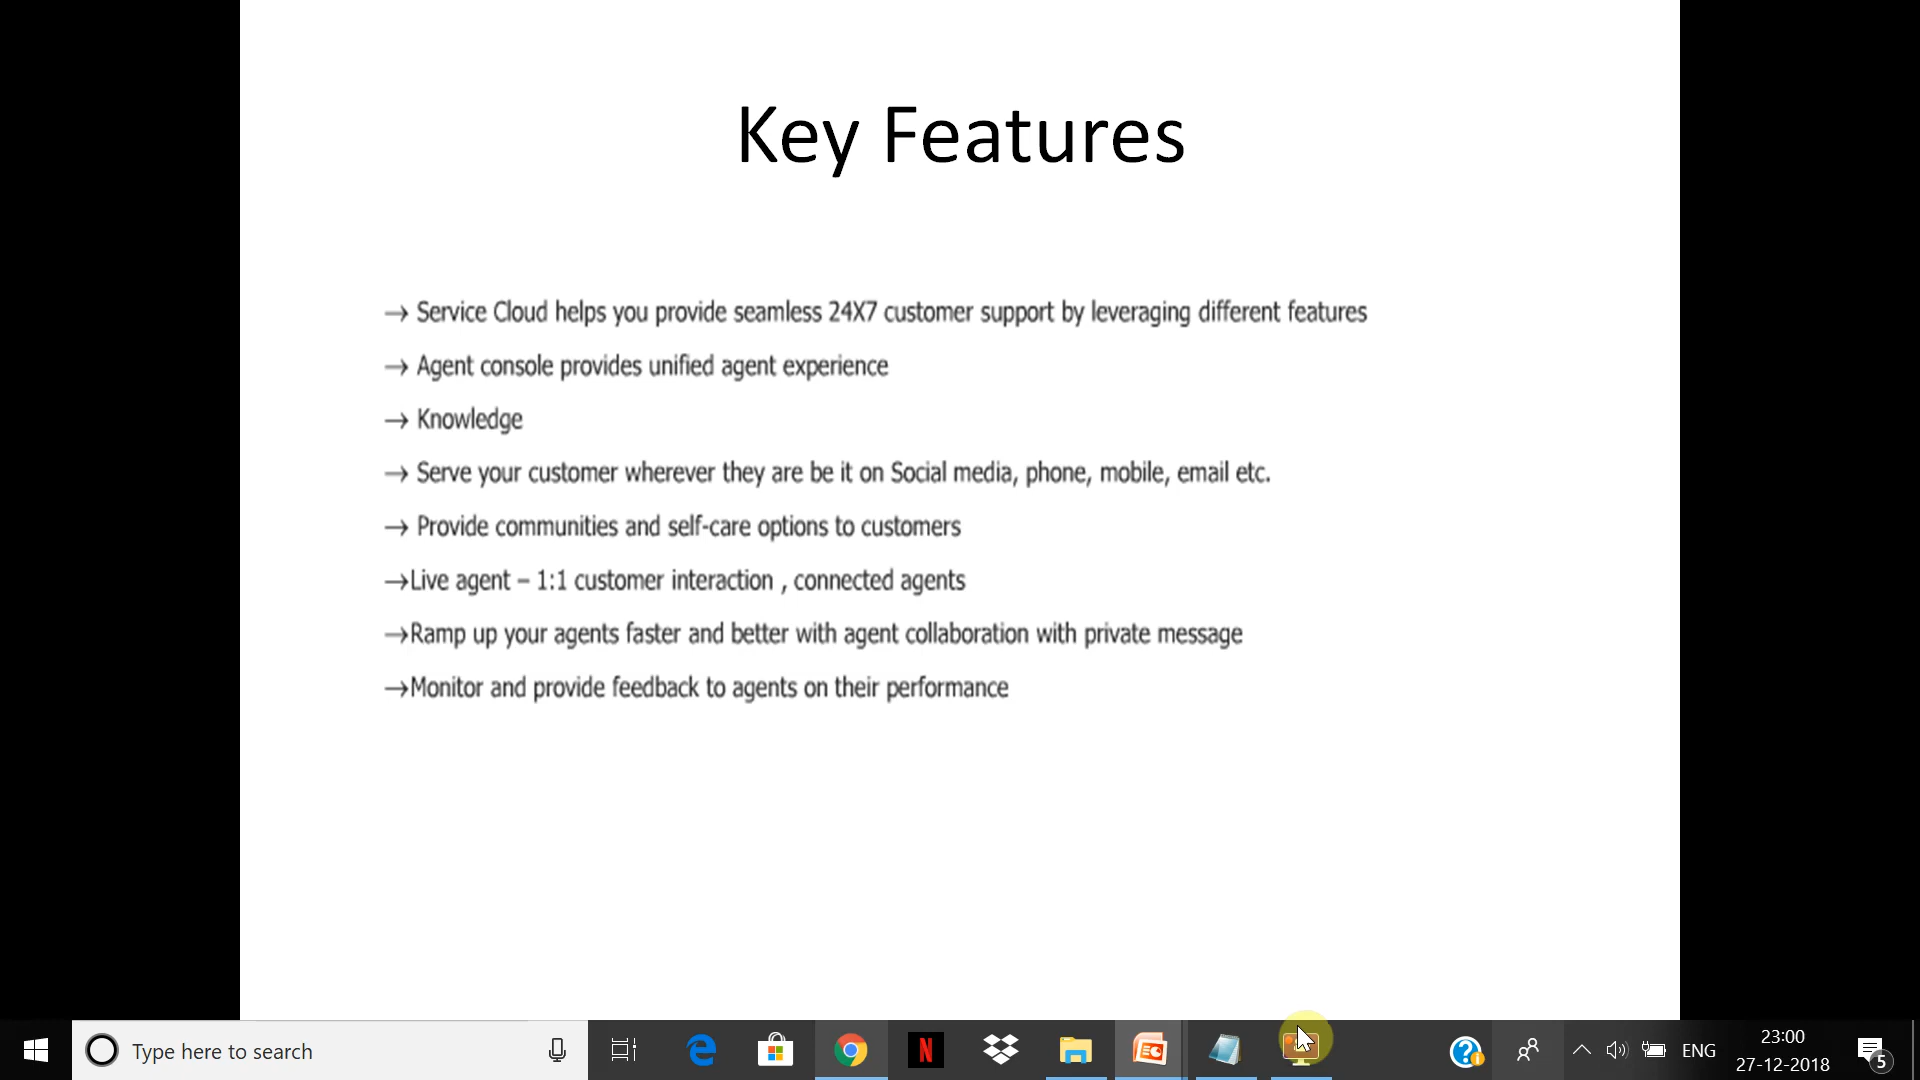 Key Features
→ Service Cloud helps you provide seamless 24X7 customer support by leveraging different features
→ Agent console provides unified agent experience
→ Knowledge
→ Serve your customer wherever they are be it on Social media, phone, mobile, email etc.
→ Provide communities and self-care options to customers
→Live agent – 1:1 customer interaction , connected agents
→Ramp up your agents faster and better with agent collaboration with private message
→Monitor and provide feedback to agents on their performance
Type here to search
N
ENG
23:00
27-12-2018
5